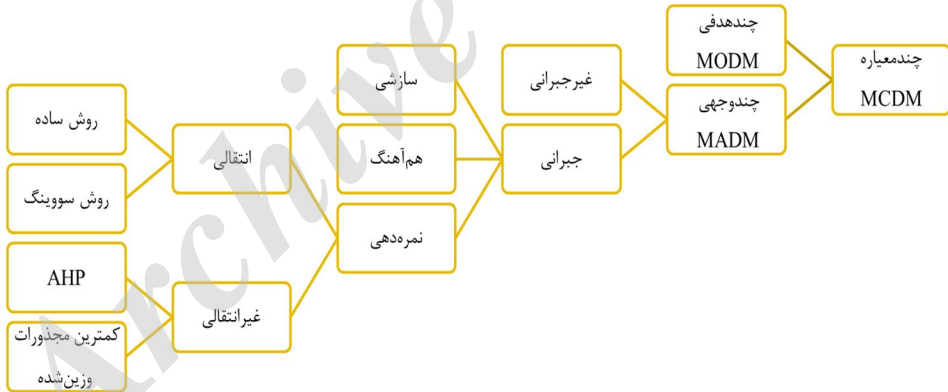 چندمعیاره
MCDM
چندهدفی
MODM
چندوجهی
MADM
غیرجبرانی
جبرانی
سازشی
هم‌آهنگ
نمره‌دهی
انتقالی
غیرانتقالی
روش ساده
روش سووینگ
AHP
کمترین مجذورات
وزین‌شده
Archive